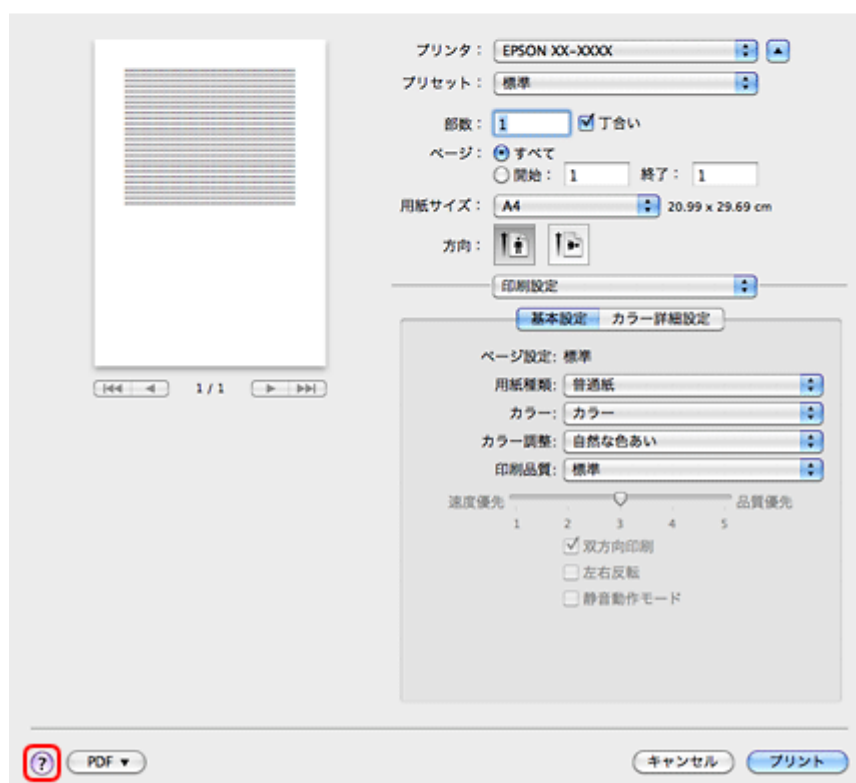 プリンタ： EPSON XX-XXXX
プリセット： 標準
部数： 1 丁合い
ページ： すべて
開始： 1 終了： 1
用紙サイズ： A4 20.99 x 29.69 cm
方向：
印刷設定
基本設定 カラー詳細設定
ページ設定: 標準
用紙種類: 普通紙
カラー: カラー
カラー調整: 自然な色あい
印刷品質: 標準
速度優先 品質優先
1 2 3 4 5
双方向印刷
左右反転
静音動作モード
1 / 1
? PDF ▼ キャンセル プリント